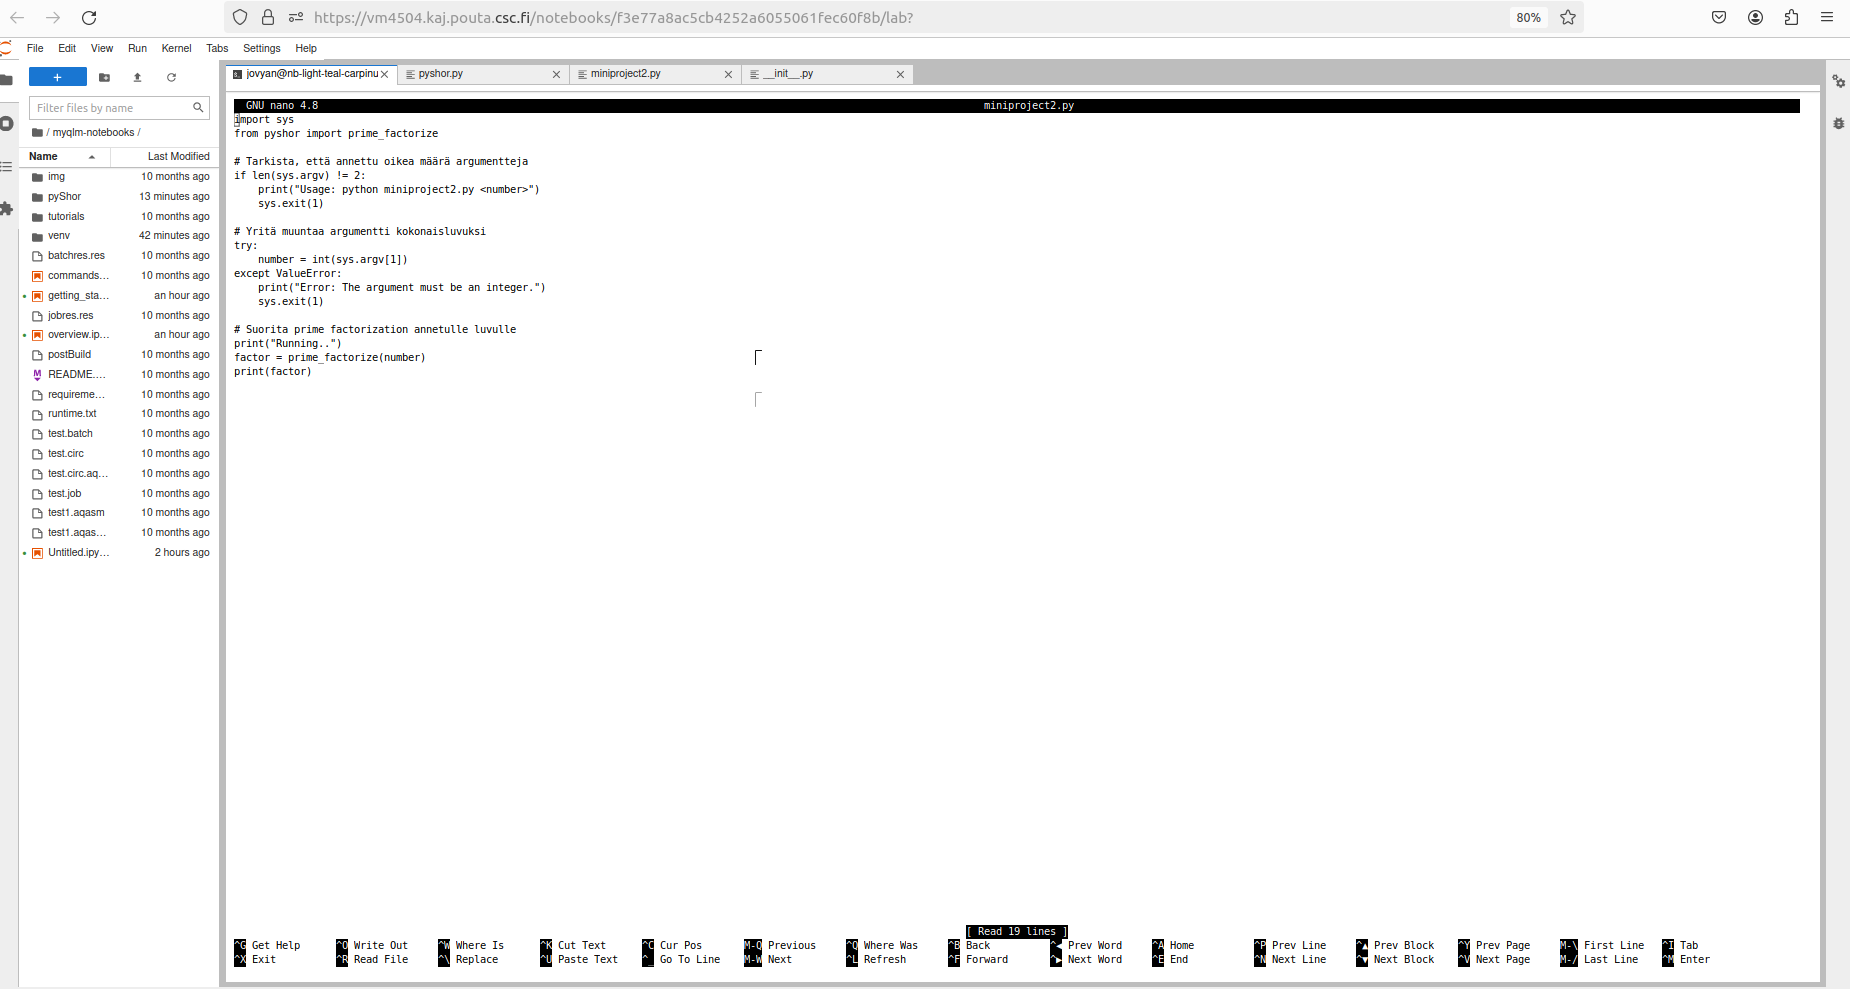 https://vm4504.kaj.pouta.csc.fi/notebooks/f3e77a8ac5cb4252a6055061fec60f8b/lab?
80%
File Edit View Run Kernel Tabs Settings Help
+
Filter files by name
/ myqlm-notebooks /
Name Last Modified
img 10 months ago
pyShor 13 minutes ago
tutorials 10 months ago
venv 42 minutes ago
batchres.res 10 months ago
commands... 10 months ago
getting_sta... an hour ago
jobres.res 10 months ago
overview.ip... an hour ago
postBuild 10 months ago
README.... 10 months ago
requireme... 10 months ago
runtime.txt 10 months ago
test.batch 10 months ago
test.circ 10 months ago
test.circ.aq... 10 months ago
test.job 10 months ago
test1.aqasm 10 months ago
test1.aqas... 10 months ago
Untitled.ipy... 2 hours ago
jovyan@nb-light-teal-carpinu pyshor.py miniproject2.py __init__.py
GNU nano 4.8 miniproject2.py
import sys
from pyshor import prime_factorize
# Tarkista, että annettu oikea määrä argumentteja
if len(sys.argv) != 2:
    print("Usage: python miniproject2.py <number>")
    sys.exit(1)
# Yritä muuntaa argumentti kokonaisluvuksi
try:
    number = int(sys.argv[1])
except ValueError:
    print("Error: The argument must be an integer.")
    sys.exit(1)
# Suorita prime factorization annetulle luvulle
print("Running..")
factor = prime_factorize(number)
print(factor)
[ Read 19 lines ]
^G Get Help ^O Write Out ^W Where Is ^K Cut Text ^C Cur Pos M-Q Previous ^Q Where Was ^B Back ^◀ Prev Word ^A Home ^P Prev Line ^▲ Prev Block ^Y Prev Page M-\ First Line ^I Tab
^X Exit ^R Read File ^\ Replace ^U Paste Text ^_ Go To Line M-W Next ^L Refresh ^F Forward ^▶ Next Word ^E End ^N Next Line ^▼ Next Block ^V Next Page M-/ Last Line ^M Enter